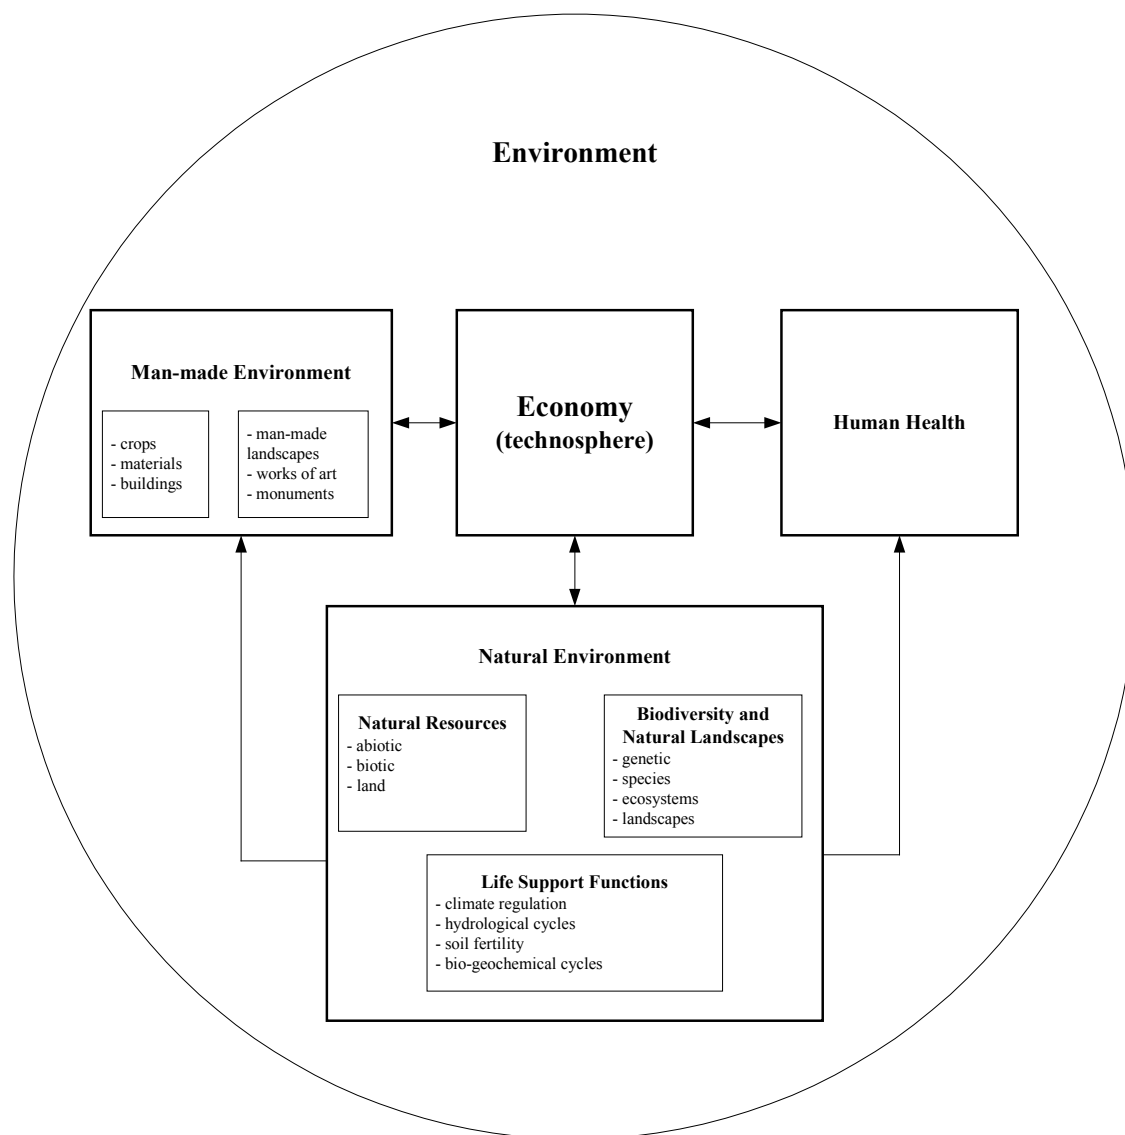 Environment
Man-made Environment
- crops
- materials
- buildings
- man-made
landscapes
- works of art
- monuments
Economy
(technosphere)
Human Health
Natural Environment
Natural Resources
- abiotic
- biotic
- land
Biodiversity and
Natural Landscapes
- genetic
- species
- ecosystems
- landscapes
Life Support Functions
- climate regulation
- hydrological cycles
- soil fertility
- bio-geochemical cycles